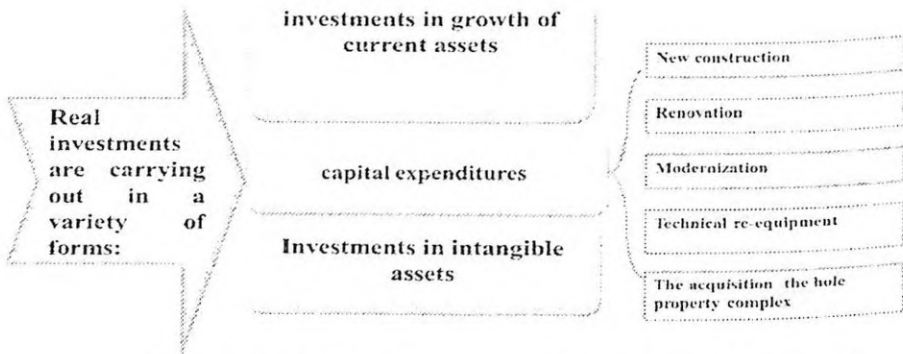 Real
investments
are carrying
out in a
variety of
forms:
investments in growth of
current assets
capital expenditures
Investments in intangible
assets
New construction
Renovation
Modernization
Technical re-equipment
The acquisition the hole
property complex